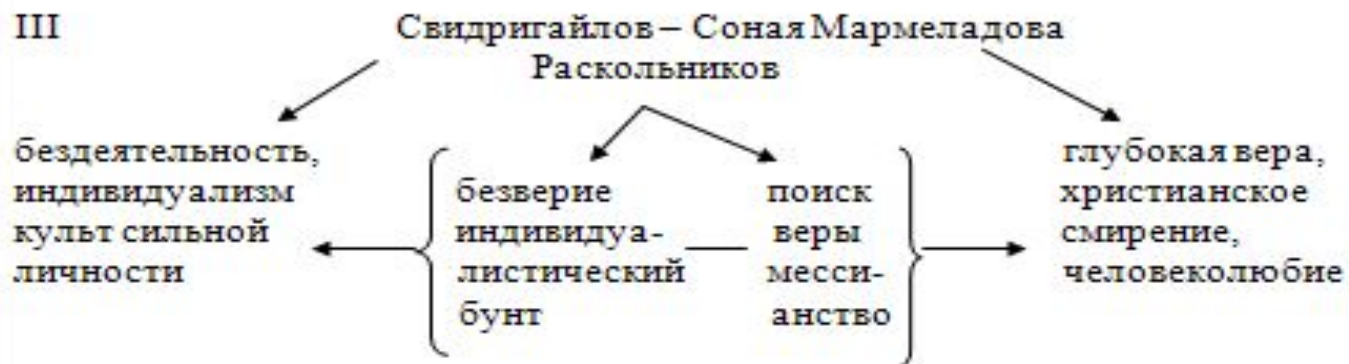 III
Свидригайлов – Соная Мармеладова
Раскольников
бездеятельность,
индивидуализм
культ сильной
личности
безверие
индивидуа-
листический
бунт
поиск
веры
месси-
анство
глубокая вера,
христианское
смирение,
человеколюбие